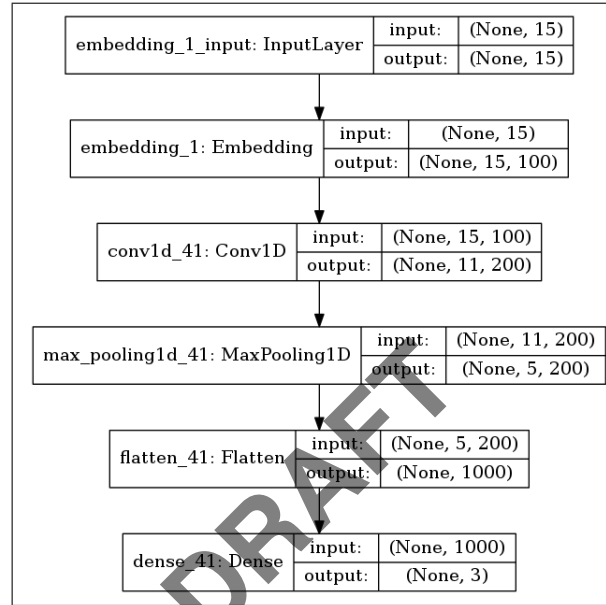 embedding_1_input: InputLayer
input: (None, 15)
output: (None, 15)
embedding_1: Embedding
input: (None, 15)
output: (None, 15, 100)
conv1d_41: Conv1D
input: (None, 15, 100)
output: (None, 11, 200)
max_pooling1d_41: MaxPooling1D
input: (None, 11, 200)
output: (None, 5, 200)
flatten_41: Flatten
input: (None, 5, 200)
output: (None, 1000)
dense_41: Dense
input: (None, 1000)
output: (None, 3)
DRAFT